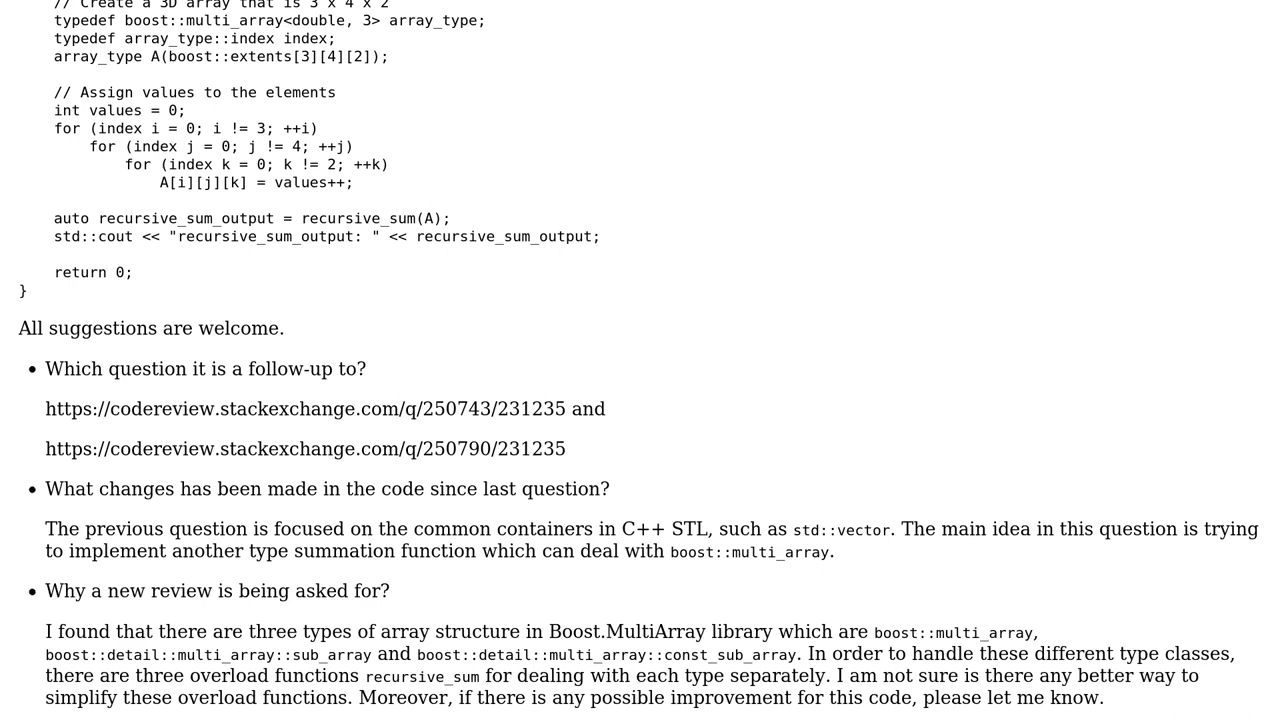 // Create a 3D array that is 3 x 4 x 2
typedef boost::multi_array<double, 3> array_type;
typedef array_type::index index;
array_type A(boost::extents[3][4][2]);
// Assign values to the elements
int values = 0;
for (index i = 0; i != 3; ++i)
for (index j = 0; j != 4; ++j)
for (index k = 0; k != 2; ++k)
A[i][j][k] = values++;
auto recursive_sum_output = recursive_sum(A);
std::cout << "recursive_sum_output: " << recursive_sum_output;
return 0;
}
All suggestions are welcome.
• Which question it is a follow-up to?
https://codereview.stackexchange.com/q/250743/231235 and
https://codereview.stackexchange.com/q/250790/231235
• What changes has been made in the code since last question?
The previous question is focused on the common containers in C++ STL, such as std::vector. The main idea in this question is trying
to implement another type summation function which can deal with boost::multi_array.
• Why a new review is being asked for?
I found that there are three types of array structure in Boost.MultiArray library which are boost::multi_array,
boost::detail::multi_array::sub_array and boost::detail::multi_array::const_sub_array. In order to handle these different type classes,
there are three overload functions recursive_sum for dealing with each type separately. I am not sure is there any better way to
simplify these overload functions. Moreover, if there is any possible improvement for this code, please let me know.